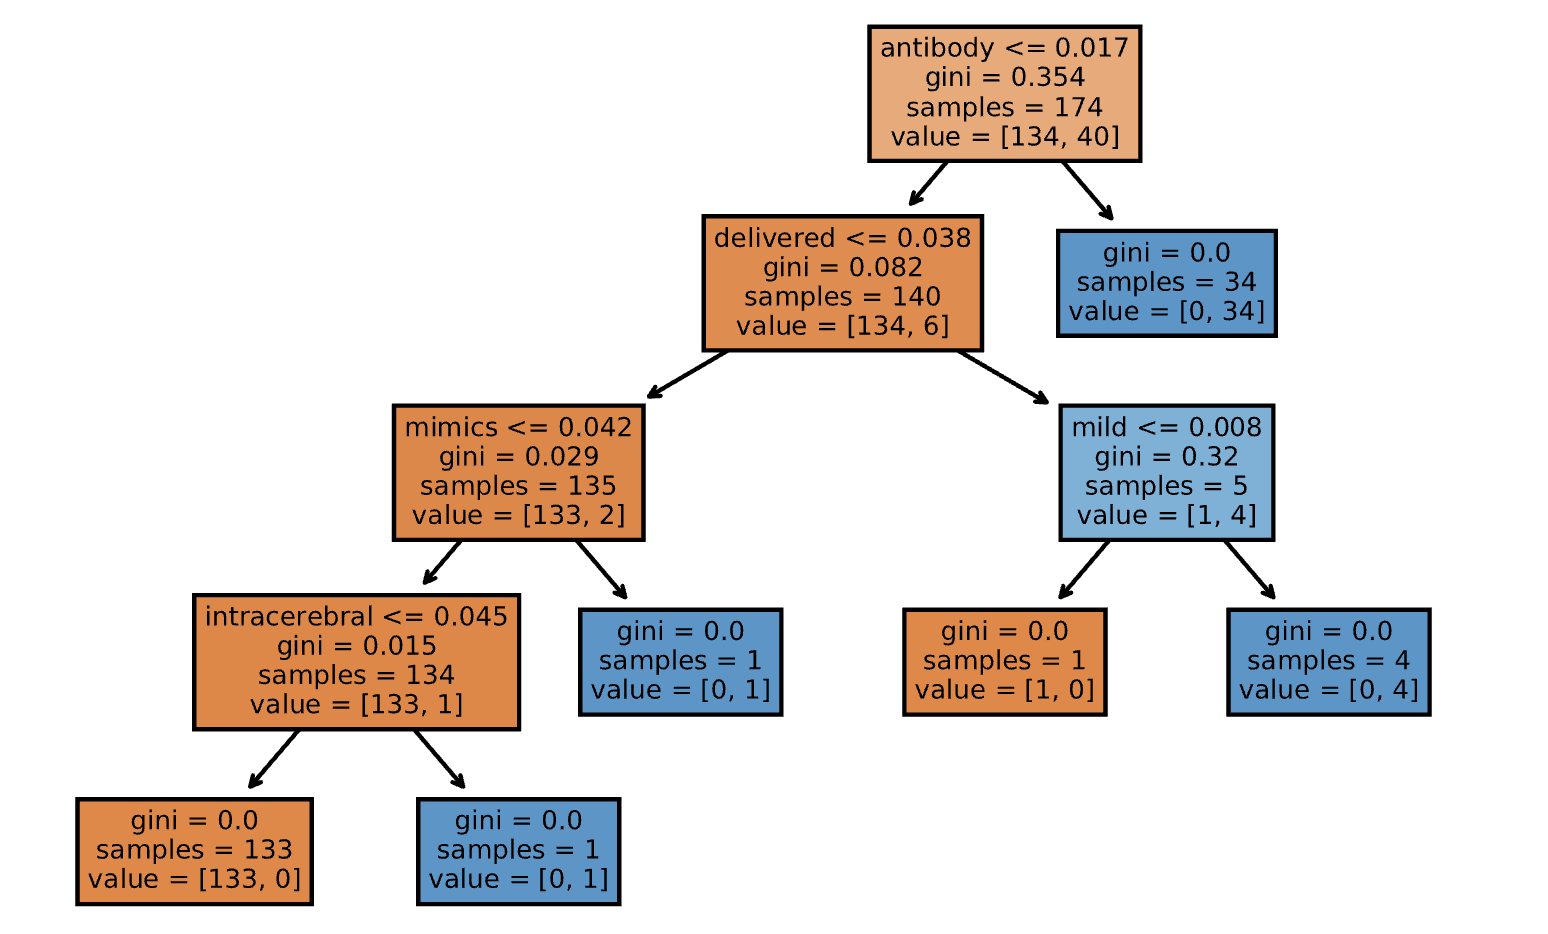 antibody <= 0.017
gini = 0.354
samples = 174
value = [134, 40]
delivered <= 0.038
gini = 0.082
samples = 140
value = [134, 6]
gini = 0.0
samples = 34
value = [0, 34]
mimics <= 0.042
gini = 0.029
samples = 135
value = [133, 2]
mild <= 0.008
gini = 0.32
samples = 5
value = [1, 4]
intracerebral <= 0.045
gini = 0.015
samples = 134
value = [133, 1]
gini = 0.0
samples = 1
value = [0, 1]
gini = 0.0
samples = 1
value = [1, 0]
gini = 0.0
samples = 4
value = [0, 4]
gini = 0.0
samples = 133
value = [133, 0]
gini = 0.0
samples = 1
value = [0, 1]